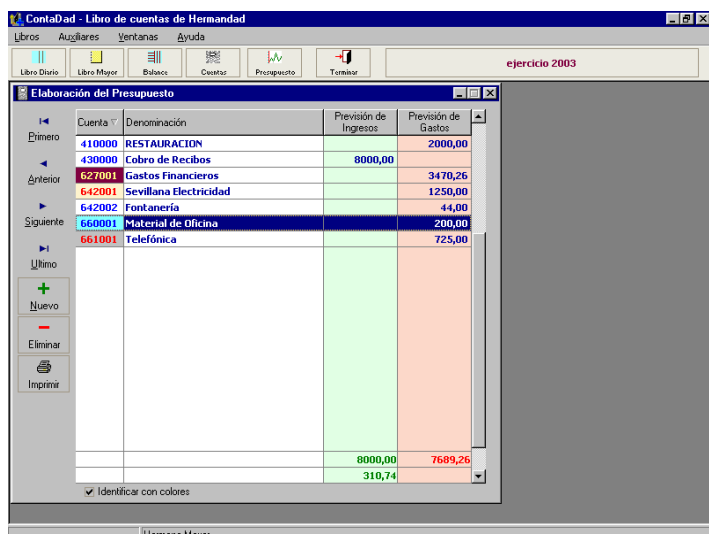 ContaDad - Libro de cuentas de Hermandad
Libros Auxiliares Ventanas Ayuda
Libro Diario Libro Mayor Balance Cuentas Presupuesto Terminar
ejercicio 2003
Elaboración del Presupuesto
Primero
Anterior
Siguiente
Ultimo
Nuevo
Eliminar
Imprimir
Cuenta Denominación Previsión de Ingresos Previsión de Gastos
410000 RESTAURACION 2000,00
430000 Cobro de Recibos 8000,00
627001 Gastos Financieros 3470,26
642001 Sevillana Electricidad 1250,00
642002 Fontanería 44,00
660001 Material de Oficina 200,00
661001 Telefónica 725,00
8000,00 7689,26
310,74
Identificar con colores
Hermano Mayor